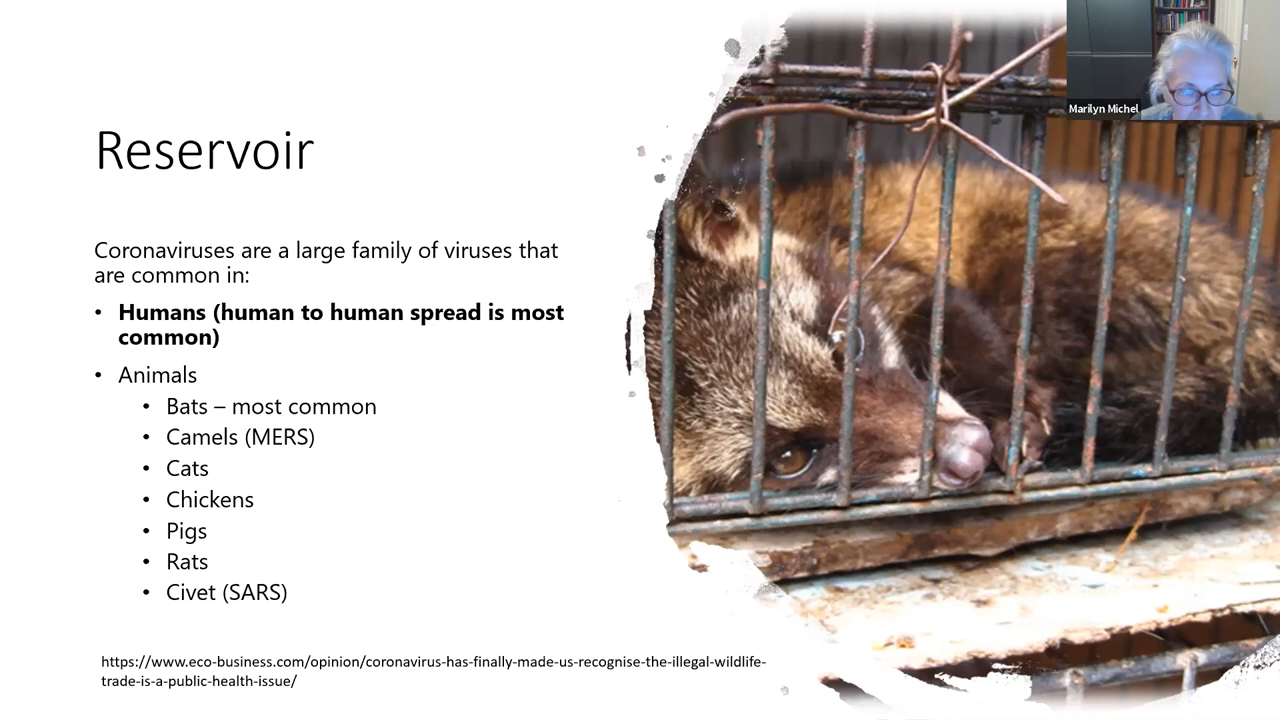 Marilyn Michel
Reservoir
Coronaviruses are a large family of viruses that
are common in:
• Humans (human to human spread is most
common)
• Animals
• Bats – most common
• Camels (MERS)
• Cats
• Chickens
• Pigs
• Rats
• Civet (SARS)
https://www.eco-business.com/opinion/coronavirus-has-finally-made-us-recognise-the-illegal-wildlife-
trade-is-a-public-health-issue/